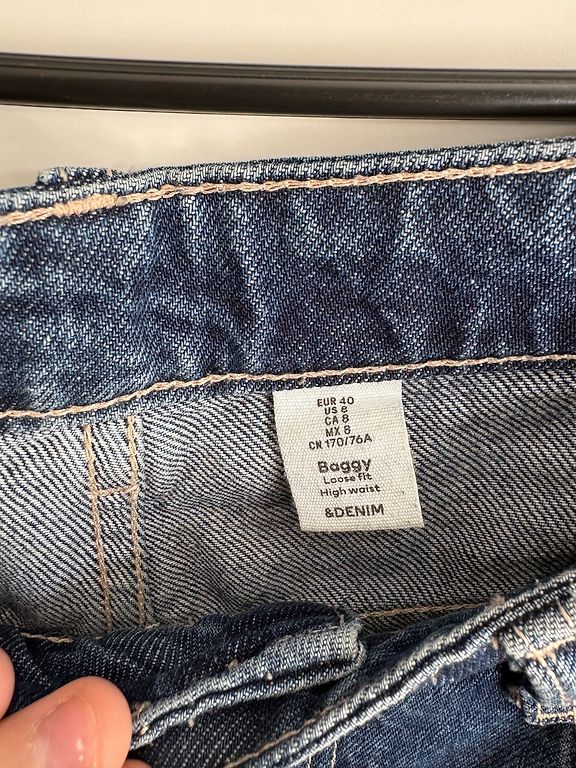 EUR 40
US 8
CA 8
MX 8
CN 170/76A
Baggy
Loose fit
High waist
&DENIM